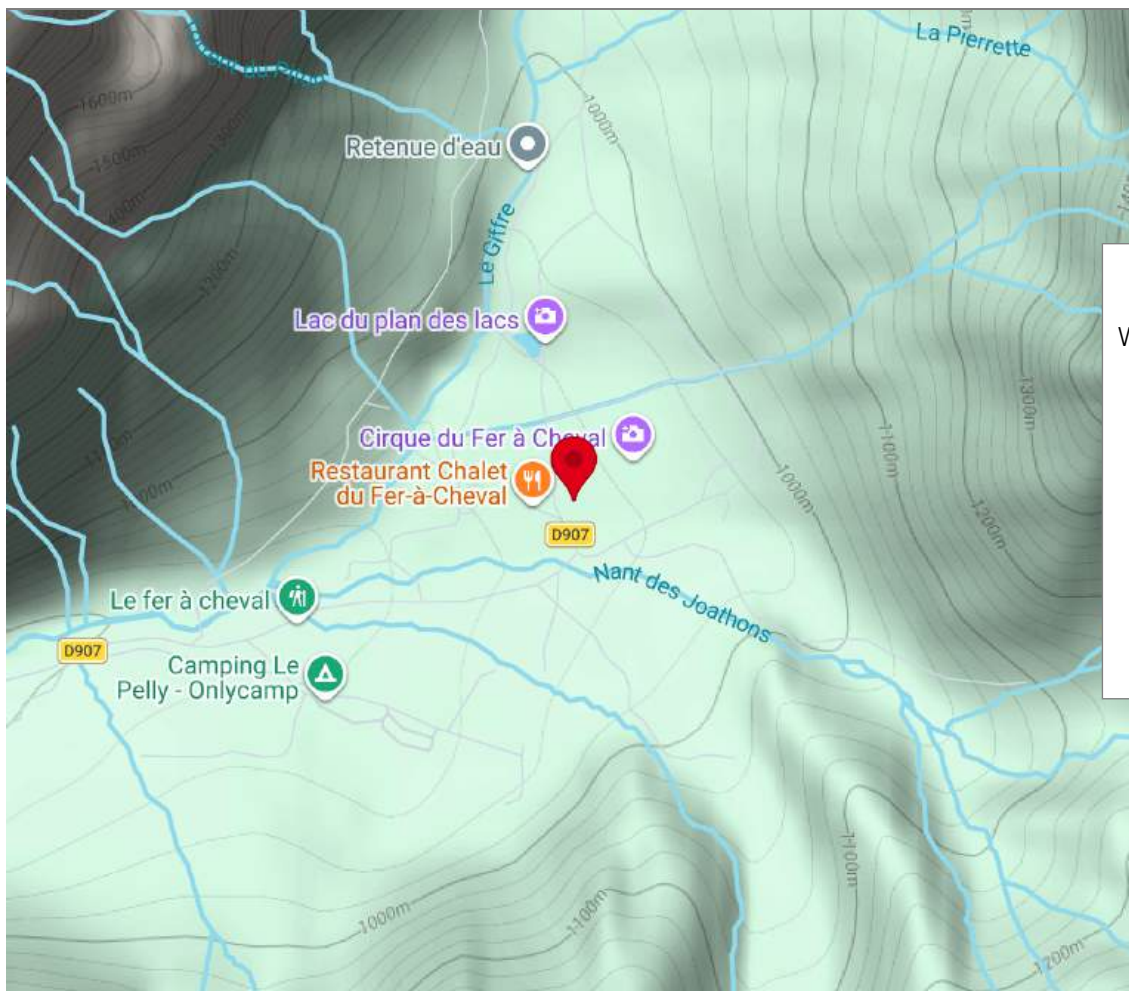 La Pierrette
1600m
1500m
1300m
1000m
Retenue d'eau
Le Giffre
1200m
Lac du plan des lacs
W
1300m
Cirque du Fer à Cheval
1100m
Restaurant Chalet
du Fer-à-Cheval
1000m
1200m
D907
Nant des Joathons
Le fer à cheval
D907
Camping Le
Pelly - Onlycamp
1100m
1000m
1100m
1200m